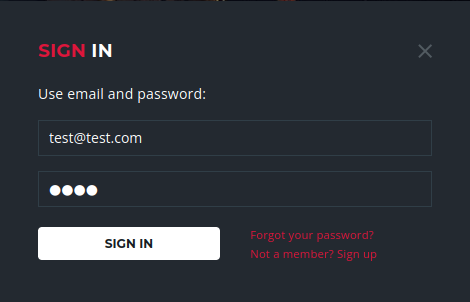 SIGN IN
Use email and password:
test@test.com
●●●●
SIGN IN
Forgot your password?
Not a member? Sign up